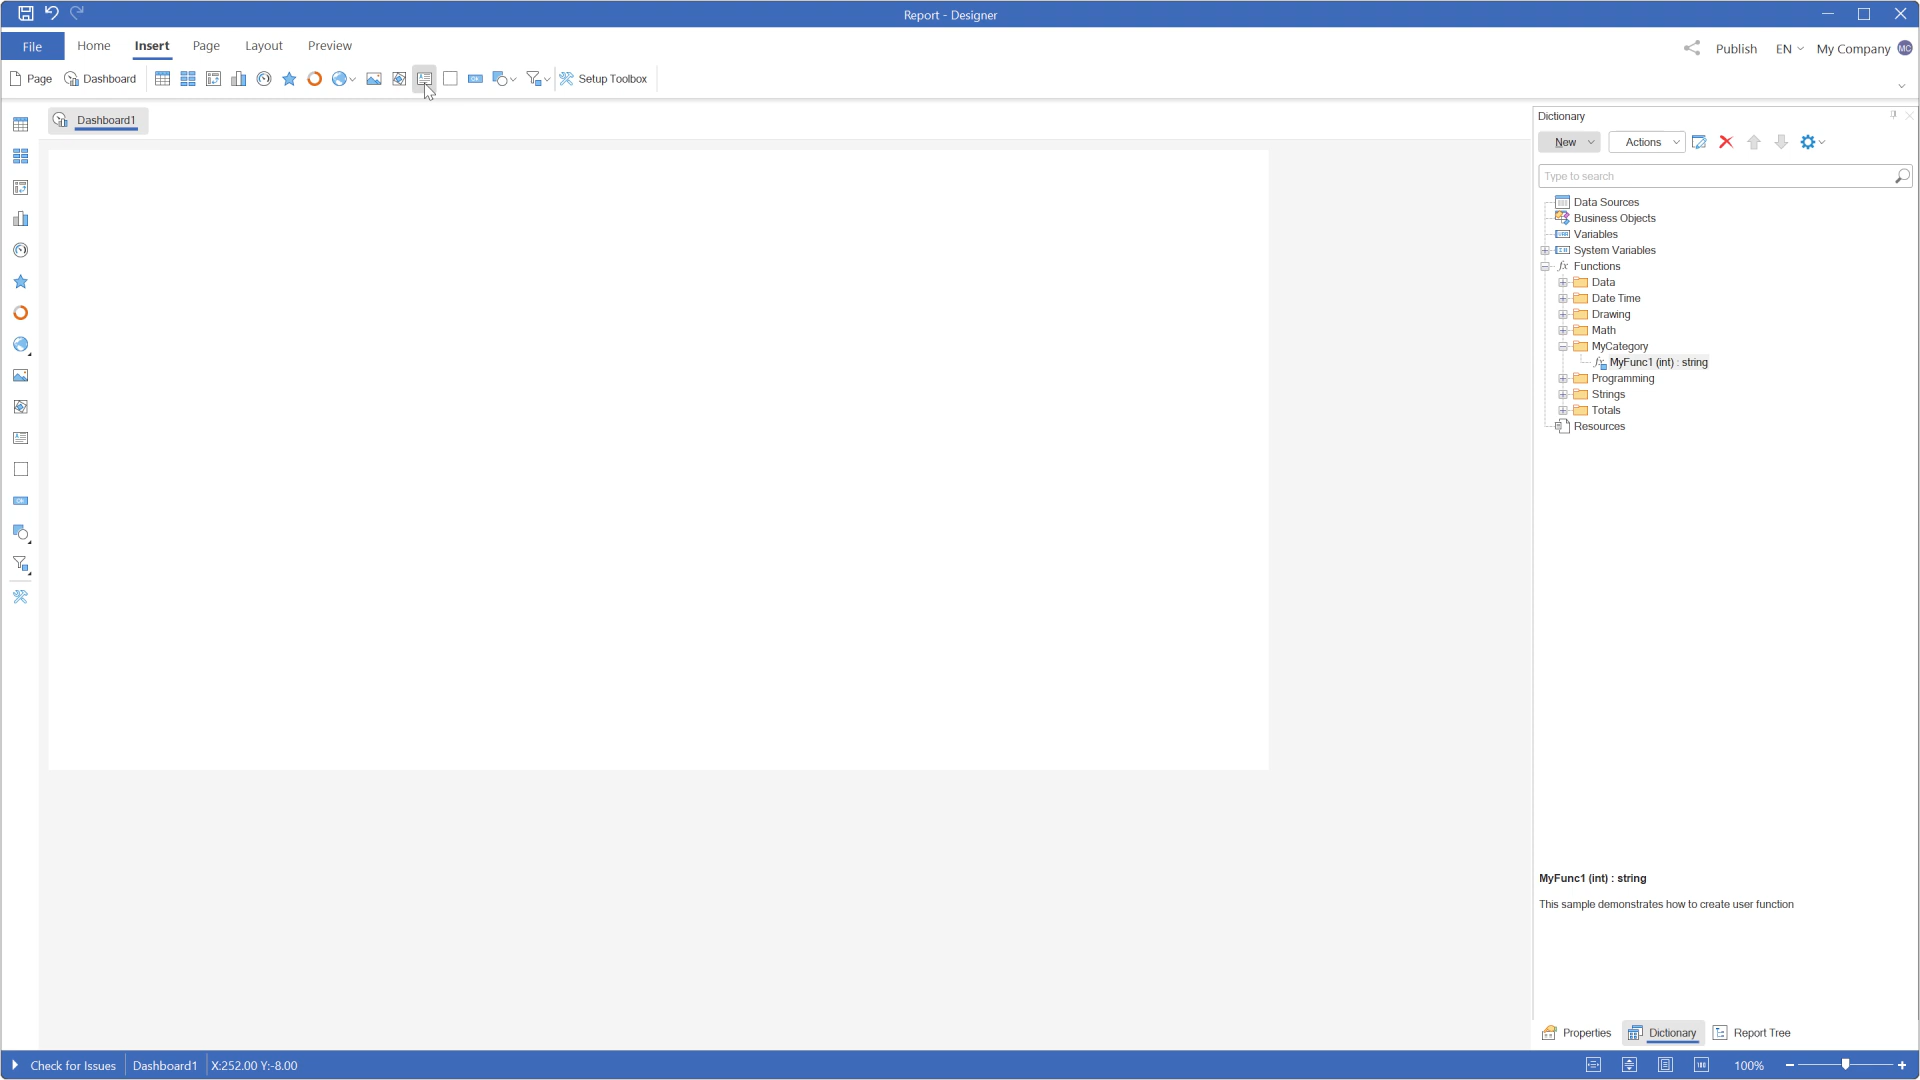 Report - Designer
File
Home
Insert
Page
Layout
Preview
Publish
EN
My Company
MC
Page
Dashboard
Setup Toolbox
Dashboard1
Dictionary
New
Actions
Type to search
Data Sources
Business Objects
Variables
System Variables
Functions
Data
Date Time
Drawing
Math
MyCategory
MyFunc1 (int) : string
Programming
Strings
Totals
Resources
MyFunc1 (int) : string
This sample demonstrates how to create user function
Properties
Dictionary
Report Tree
Check for Issues
Dashboard1
X:252.00 Y:-8.00
100%